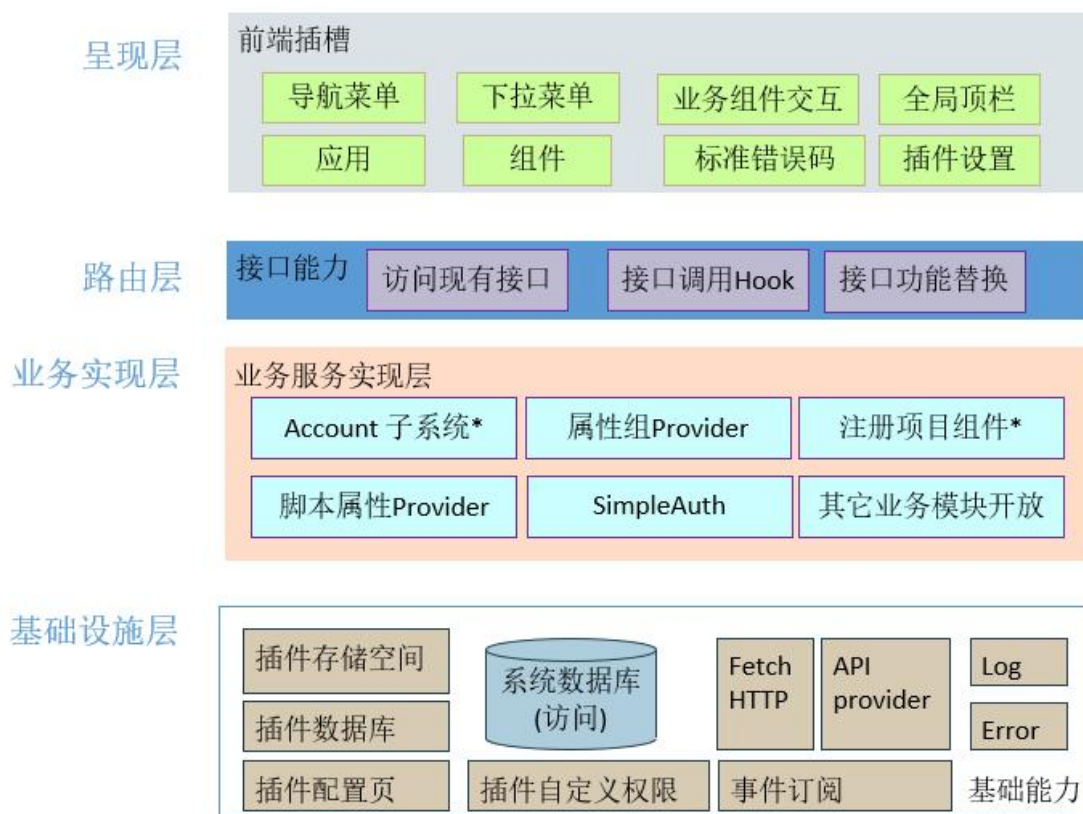 呈现层
前端插槽
导航菜单
下拉菜单
业务组件交互
全局顶栏
应用
组件
标准错误码
插件设置
路由层
接口能力
访问现有接口
接口调用Hook
接口功能替换
业务实现层
业务服务实现层
Account 子系统*
属性组Provider
注册项目组件*
脚本属性Provider
SimpleAuth
其它业务模块开放
基础设施层
插件存储空间
系统数据库
(访问)
Fetch
HTTP
API
provider
Log
插件数据库
Error
插件配置页
插件自定义权限
事件订阅
基础能力